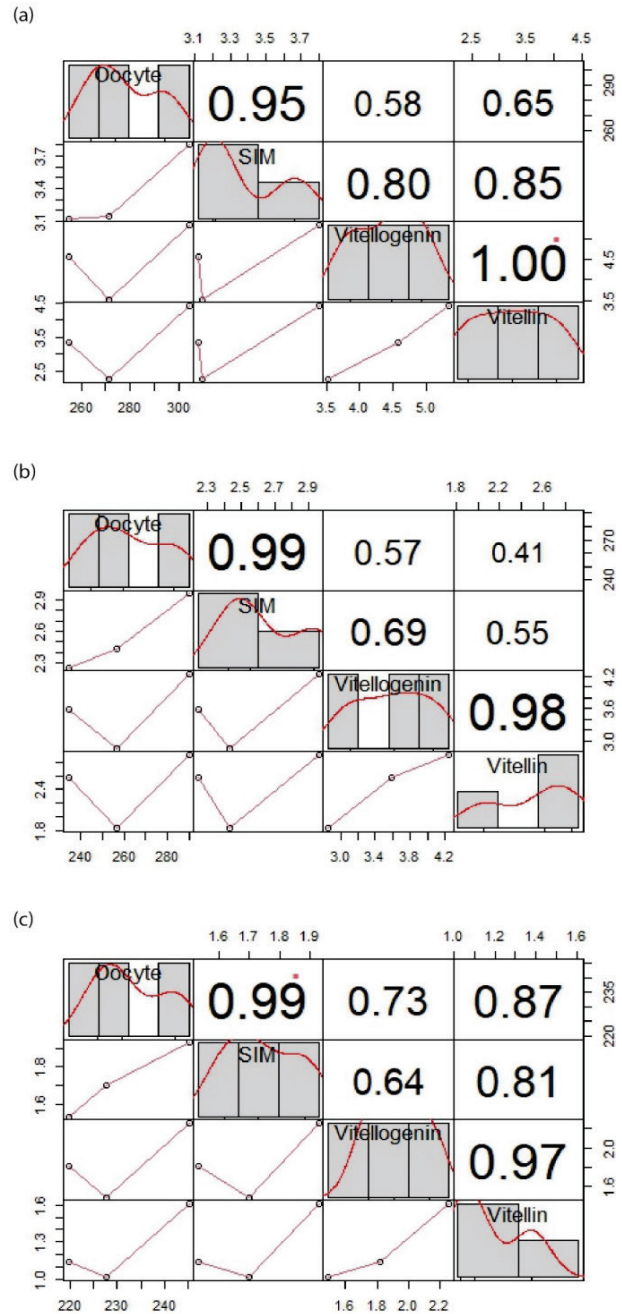 (a)
3.1 3.5 3.7 2.5 3.5 4.5
Oocyte 0.95 0.58 0.65 260 290
3.1 3.4 3.7 SIM 0.80 0.85
Vitellogenin 1.00 3.5 4.5
2.5 3.5 4.5 Vitellin
260 280 300 3.5 4.0 4.5 5.0
(b)
2.3 2.5 2.7 2.9 1.8 2.2 2.6
Oocyte 0.99 0.57 0.41 240 270
2.3 2.6 2.9 SIM 0.69 0.55
Vitellogenin 0.98 3.0 3.6 4.2
1.8 2.4 Vitellin
240 260 280 3.0 3.4 3.8 4.2
(c)
1.6 1.7 1.8 1.9 1.0 1.2 1.4 1.6
Oocyte 0.99 0.73 0.87 220 235
1.6 1.8 SIM 0.64 0.81
Vitellogenin 0.97 1.6 2.0
1.0 1.3 1.6 Vitellin
220 230 240 1.6 1.8 2.0 2.2